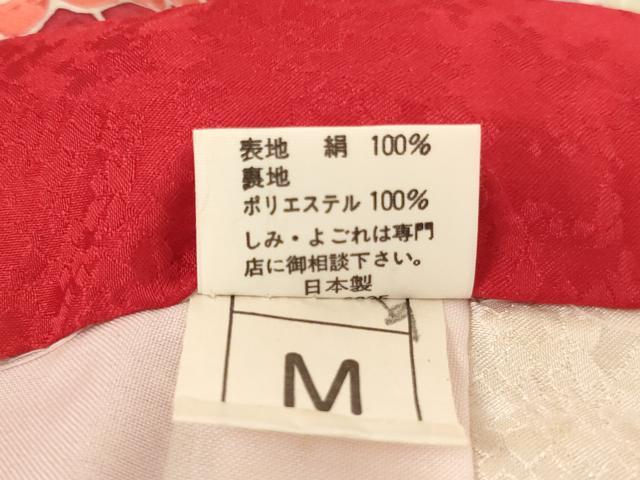 表地　絹　100%
裏地
ポリエステル 100%
しみ・よごれは専門
店に御相談下さい。
日本製
M